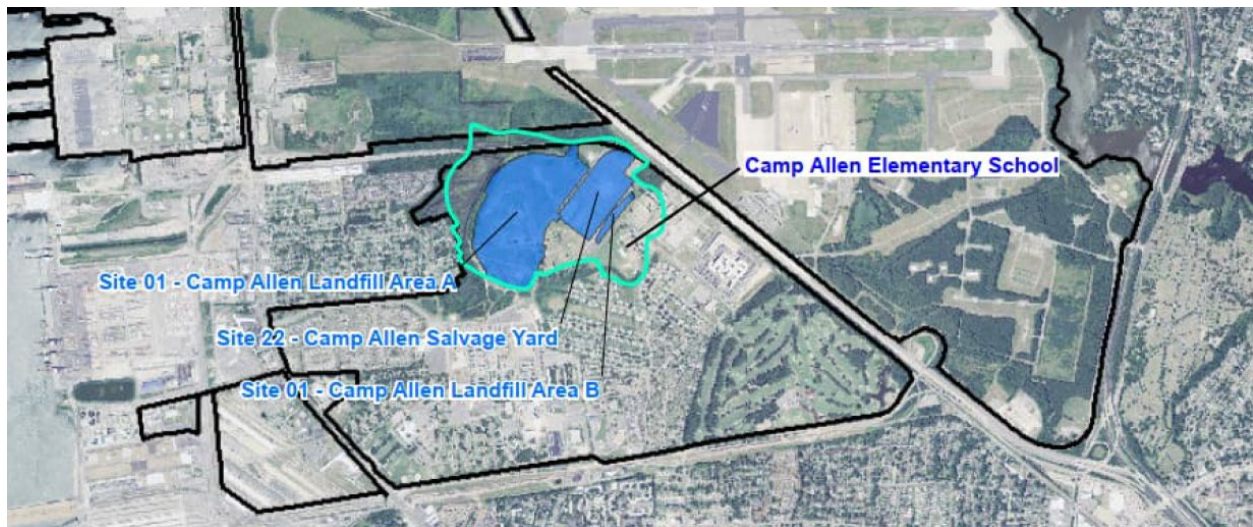 Camp Allen Elementary School
Site 01 - Camp Allen Landfill Area A
Site 22 - Camp Allen Salvage Yard
Site 01 - Camp Allen Landfill Area B